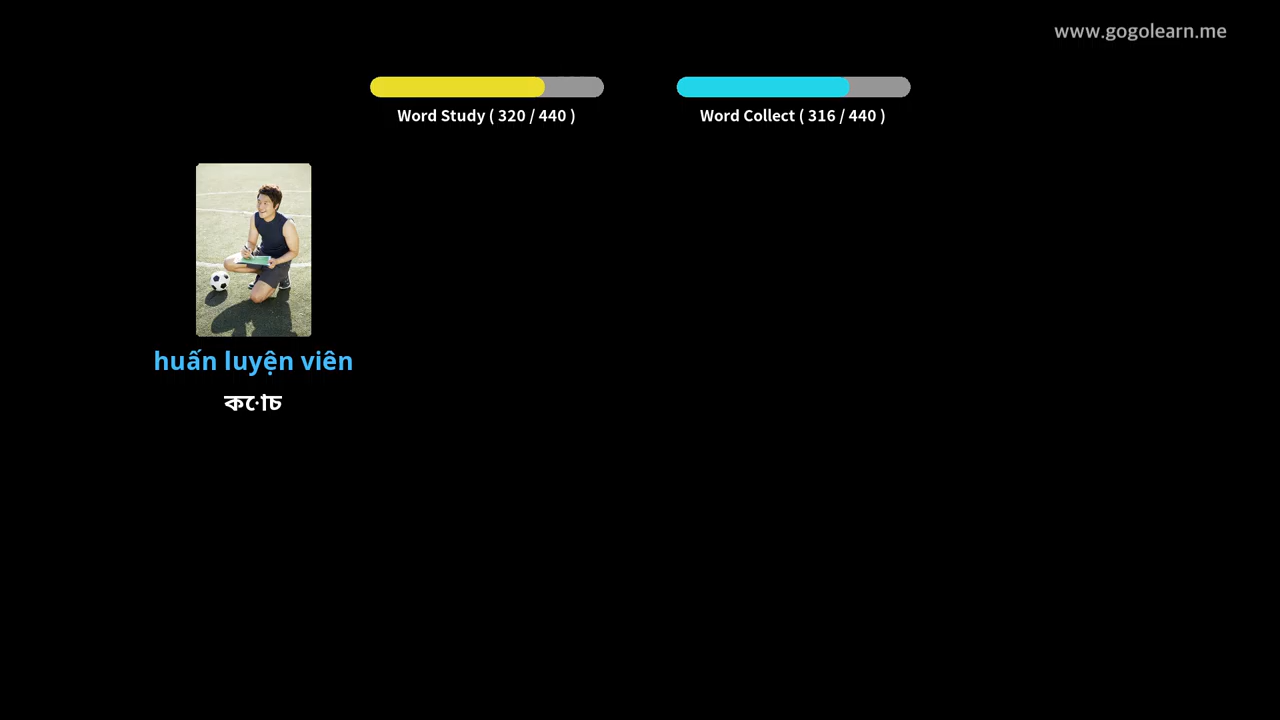 www.gogolearn.me
Word Study ( 320 / 440 )
Word Collect ( 316 / 440 )
huấn luyện viên
কোচ